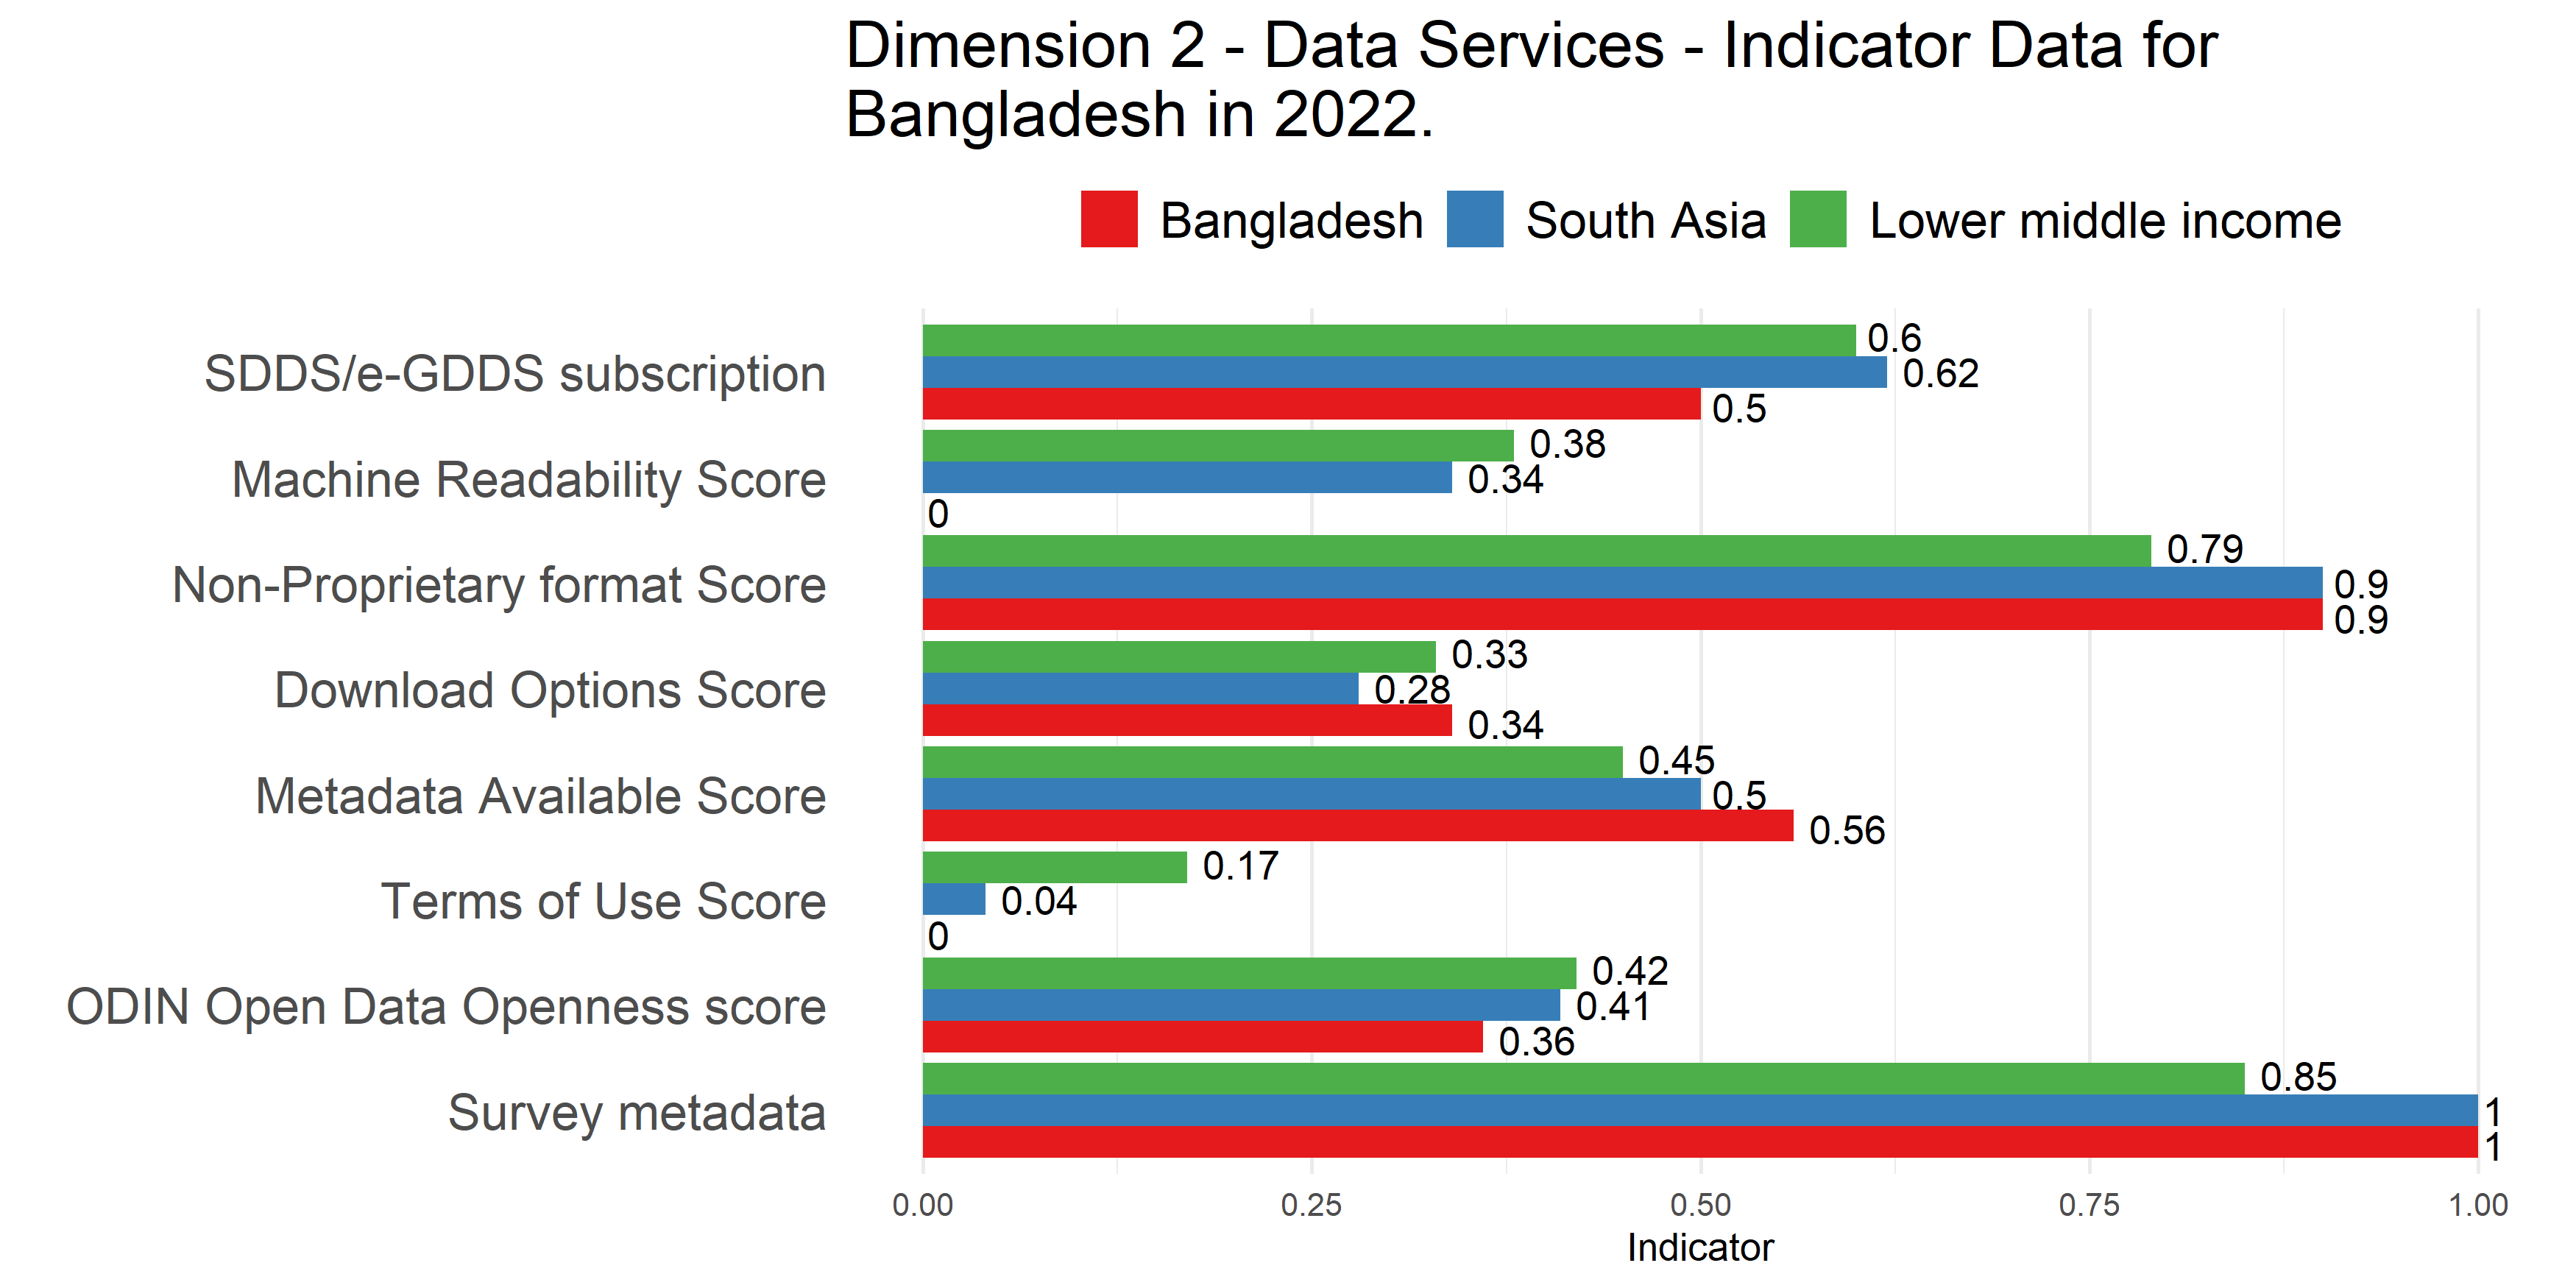 Dimension 2 - Data Services - Indicator Data for
Bangladesh in 2022.
Bangladesh South Asia Lower middle income
SDDS/e-GDDS subscription
0.6
0.62
0.5
Machine Readability Score
0.38
0.34
0
Non-Proprietary format Score
0.79
0.9
0.9
Download Options Score
0.33
0.28
0.34
Metadata Available Score
0.45
0.5
0.56
Terms of Use Score
0.17
0.04
0
ODIN Open Data Openness score
0.42
0.41
0.36
Survey metadata
0.85
1
1
0.00 0.25 0.50 0.75 1.00
Indicator